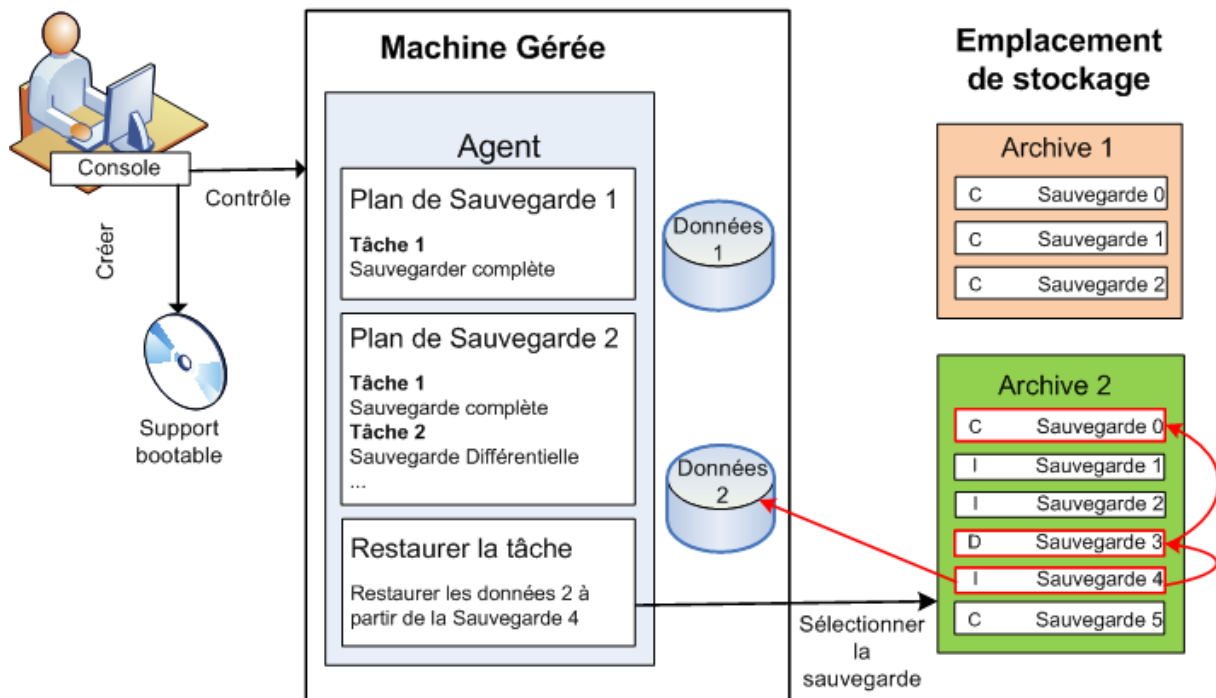 Machine Gérée
Emplacement
de stockage
Console
Contrôle
Créer
Support
bootable
Agent
Plan de Sauvegarde 1
Tâche 1
Sauvegarder complète
Plan de Sauvegarde 2
Tâche 1
Sauvegarde complète
Tâche 2
Sauvegarde Différentielle
...
Restaurer la tâche
Restaurer les données 2 à
partir de la Sauvegarde 4
Données
1
Données
2
Sélectionner
la
sauvegarde
Archive 1
C Sauvegarde 0
C Sauvegarde 1
C Sauvegarde 2
Archive 2
C Sauvegarde 0
I Sauvegarde 1
I Sauvegarde 2
D Sauvegarde 3
I Sauvegarde 4
C Sauvegarde 5